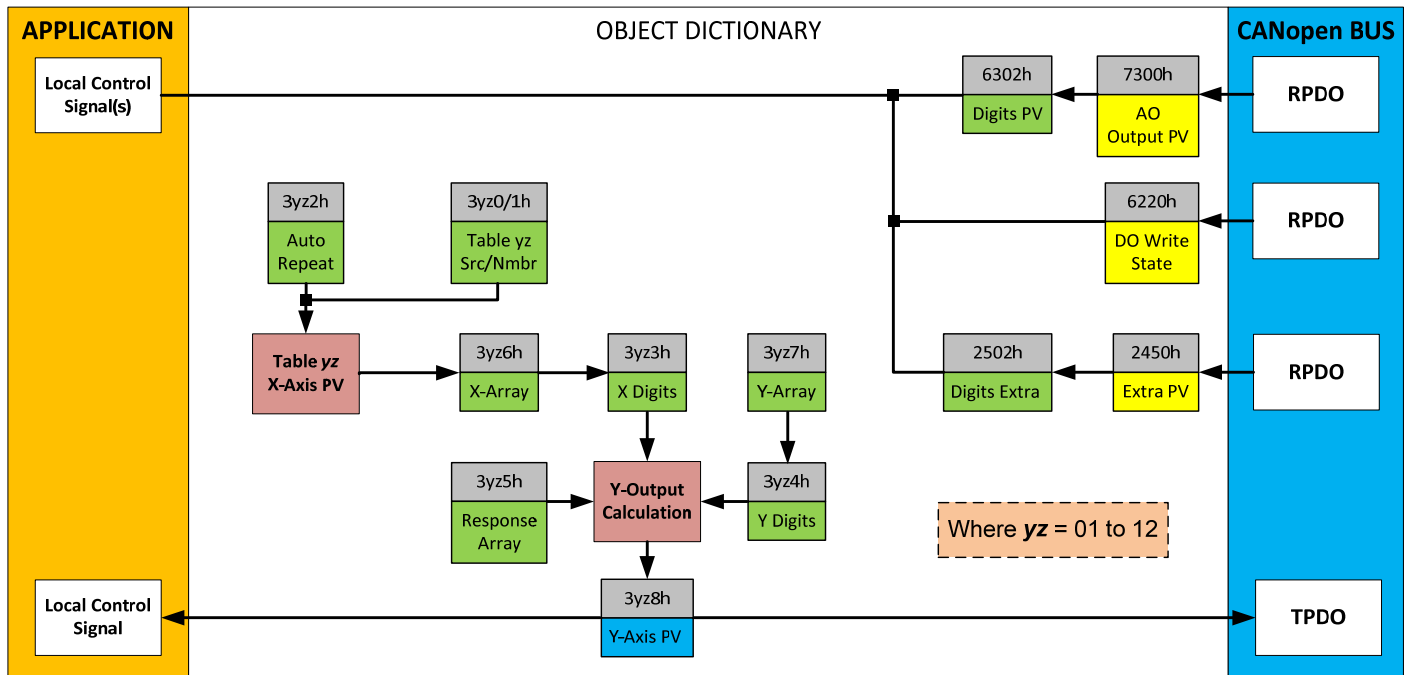 APPLICATION
OBJECT DICTIONARY
CANopen BUS
Local Control
Signal(s)
6302h
Digits PV
7300h
AO
Output PV
RPDO
3yz2h
Auto
Repeat
3yz0/1h
Table yz
Src/Nmbr
6220h
DO Write
State
RPDO
Table yz
X-Axis PV
3yz6h
X-Array
3yz3h
X Digits
3yz7h
Y-Array
2502h
Digits Extra
2450h
Extra PV
RPDO
3yz5h
Response
Array
Y-Output
Calculation
3yz4h
Y Digits
Where yz = 01 to 12
Local Control
Signal
3yz8h
Y-Axis PV
TPDO